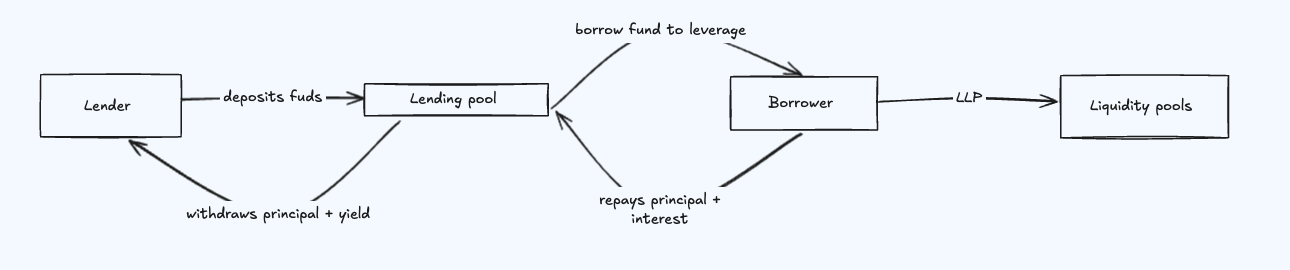 borrow fund to leverage
Lender
deposits fuds
Lending pool
Borrower
LLP
Liquidity pools
withdraws principal + yield
repays principal +
interest